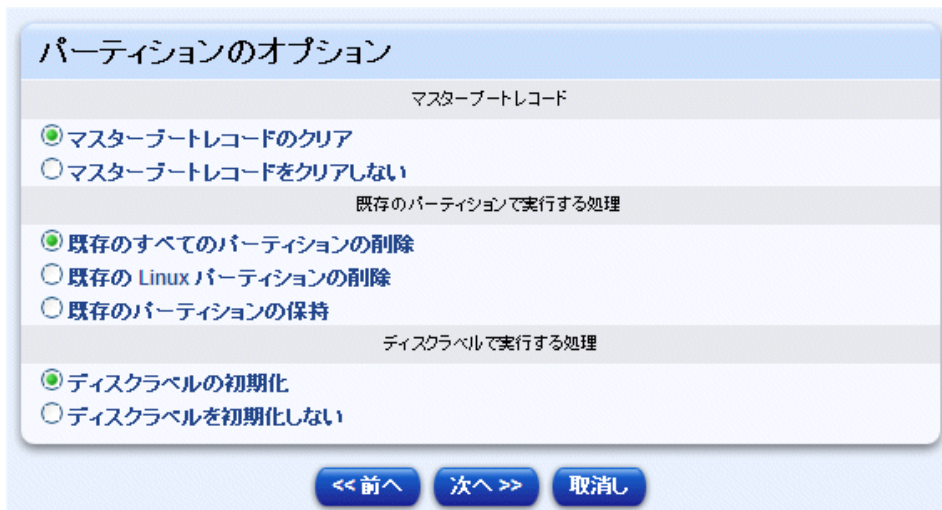 パーティションのオプション
マスターブートレコード
マスターブートレコードのクリア
マスターブートレコードをクリアしない
既存のパーティションで実行する処理
既存のすべてのパーティションの削除
既存の Linux パーティションの削除
既存のパーティションの保持
ディスクラベルで実行する処理
ディスクラベルの初期化
ディスクラベルを初期化しない
<<前へ 次へ >> 取消し